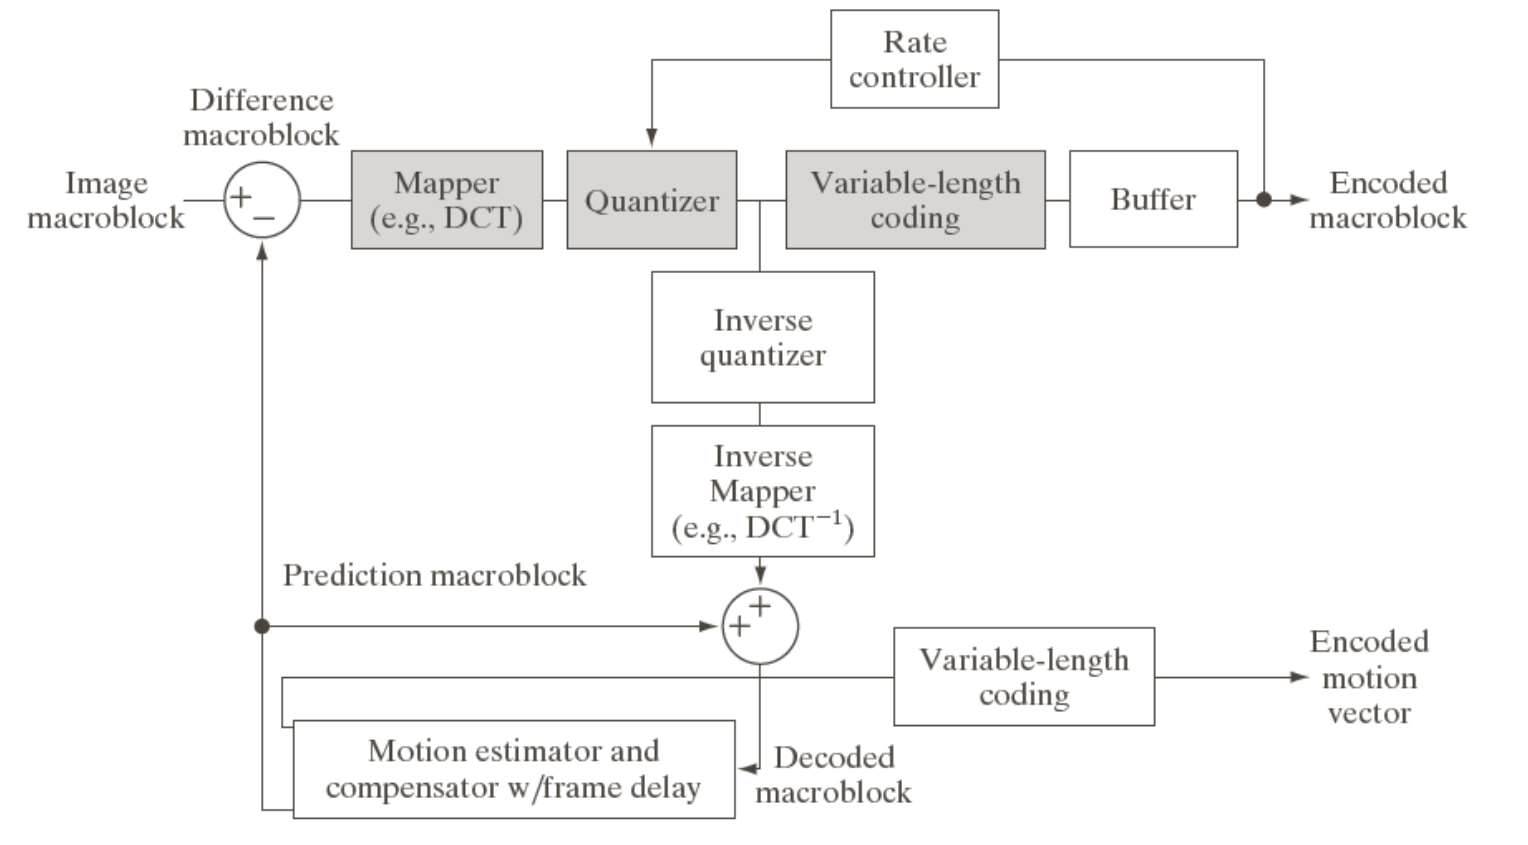 Rate
controller
Difference
macroblock
Image
macroblock
+
−
Mapper
(e.g., DCT)
Quantizer
Variable-length
coding
Buffer
Encoded
macroblock
Inverse
quantizer
Inverse
Mapper
(e.g., DCT⁻¹)
Prediction macroblock
+
+
Variable-length
coding
Encoded
motion
vector
Motion estimator and
compensator w/frame delay
Decoded
macroblock